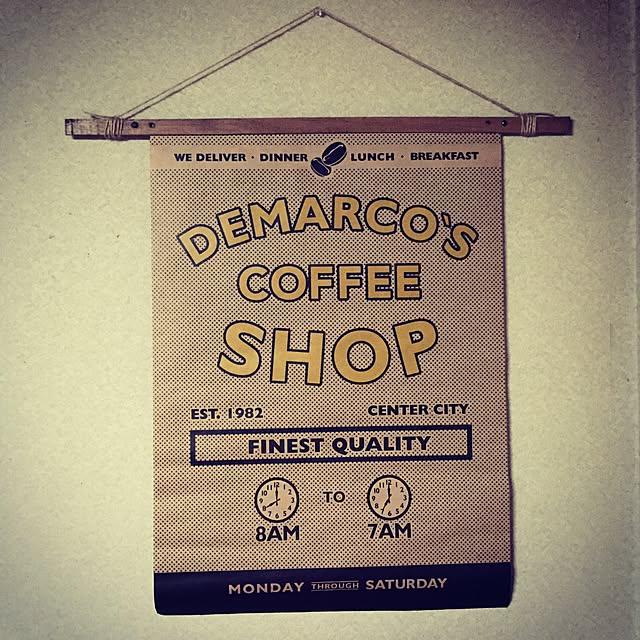 WE DELIVER · DINNER LUNCH · BREAKFAST
DEMARCO'S
COFFEE
SHOP
EST. 1982 CENTER CITY
FINEST QUALITY
TO
8AM 7AM
MONDAY THROUGH SATURDAY